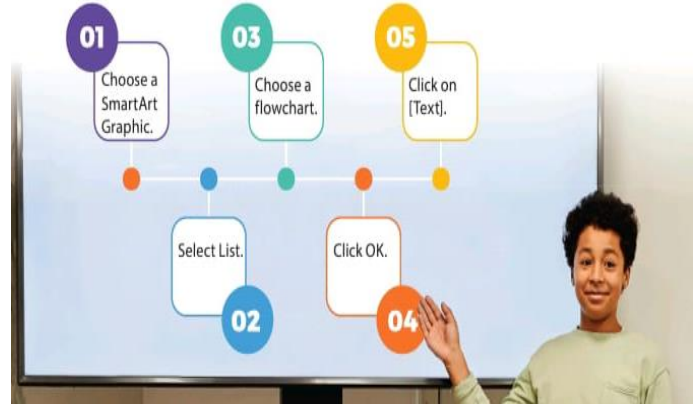 01
Choose a
SmartArt
Graphic.
Select List.
02
03
Choose a
flowchart.
Click OK.
04
05
Click on
[Text].